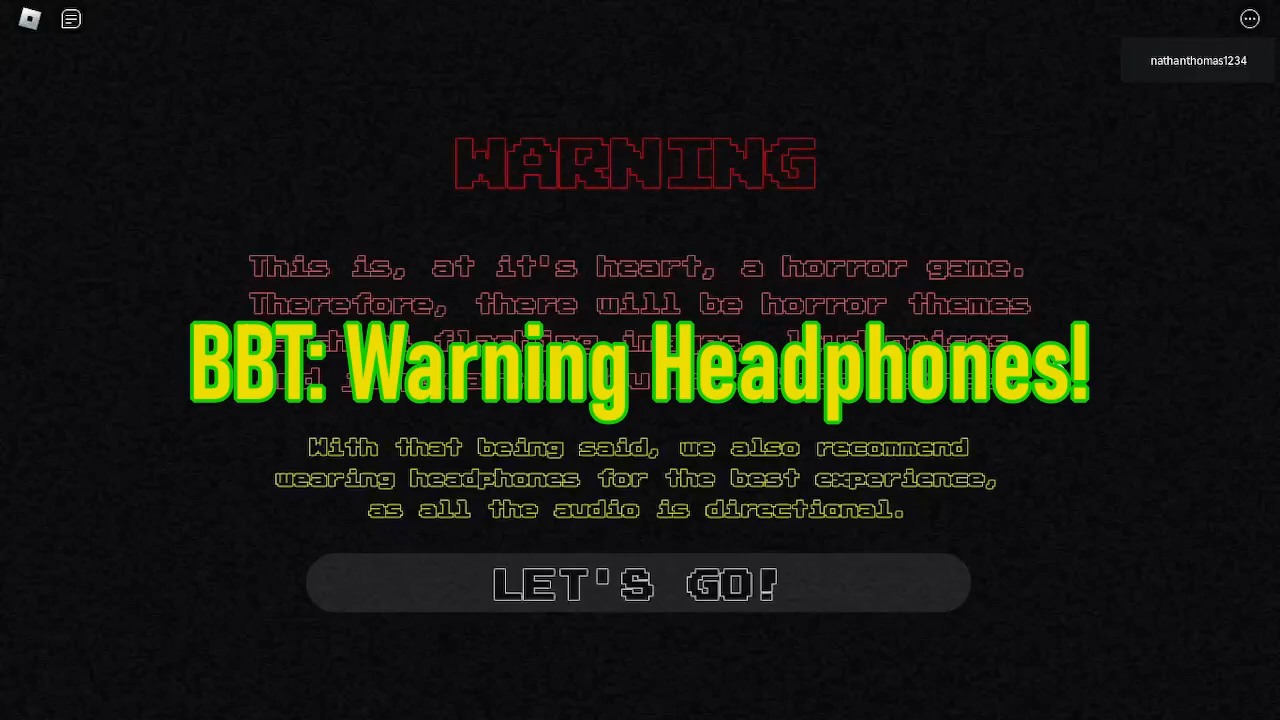 nathanthomas1234
WARNING
This is, at it's heart, a horror game.
Therefore, there will be horror themes
BBT: Warning Headphones!
With that being said, we also recommend
wearing headphones for the best experience,
as all the audio is directional.
LET'S GO!